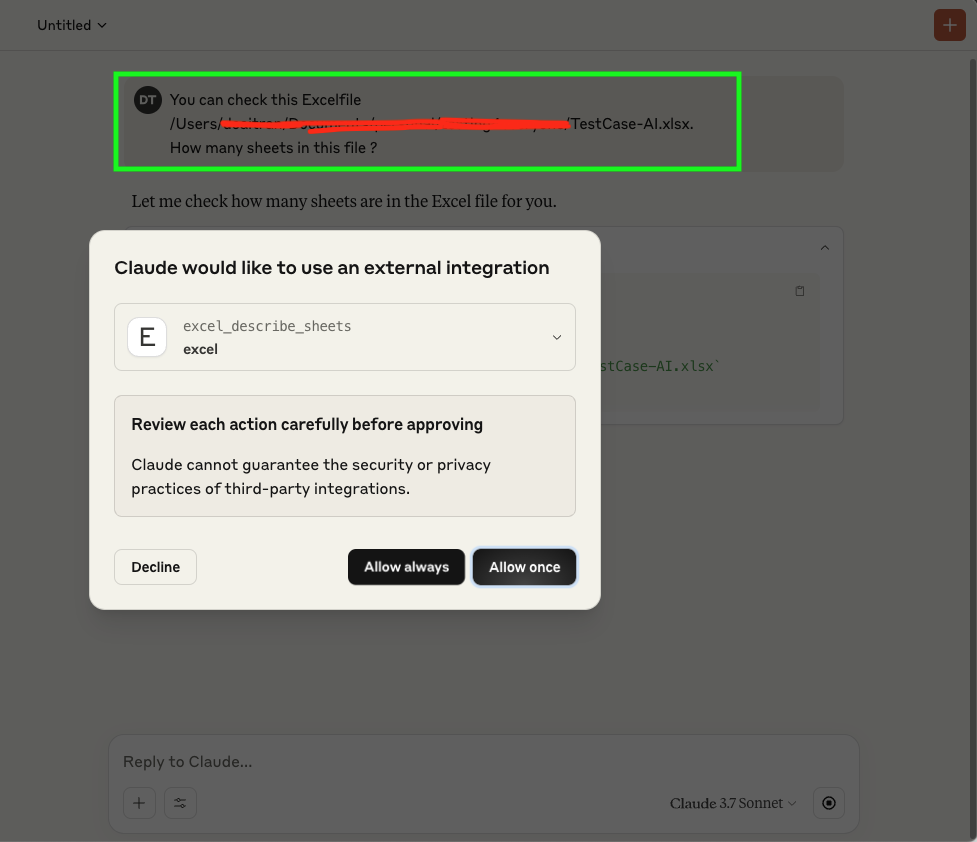 Untitled
DT
You can check this Excelfile
/Users/ /TestCase-AI.xlsx.
How many sheets in this file ?
Let me check how many sheets are in the Excel file for you.
Claude would like to use an external integration
E
excel_describe_sheets
excel
stCase-AI.xlsx`
Review each action carefully before approving
Claude cannot guarantee the security or privacy
practices of third-party integrations.
Decline
Allow always
Allow once
Reply to Claude...
Claude 3.7 Sonnet